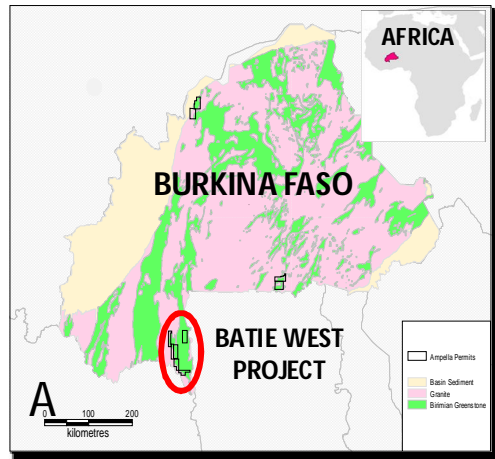 AFRICA
BURKINA FASO
BATIE WEST
PROJECT
Ampella Permits
Basin Sediment
Granite
Birimian Greenstone
A
0 100 200
kilometres